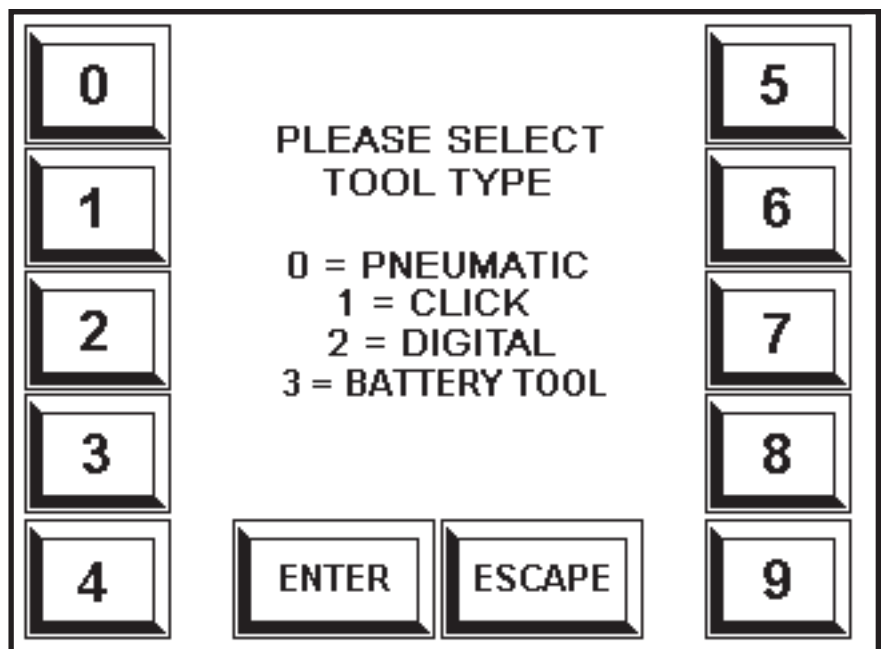 0
1
2
3
4
PLEASE SELECT
TOOL TYPE
0 = PNEUMATIC
1 = CLICK
2 = DIGITAL
3 = BATTERY TOOL
ENTER
ESCAPE
5
6
7
8
9